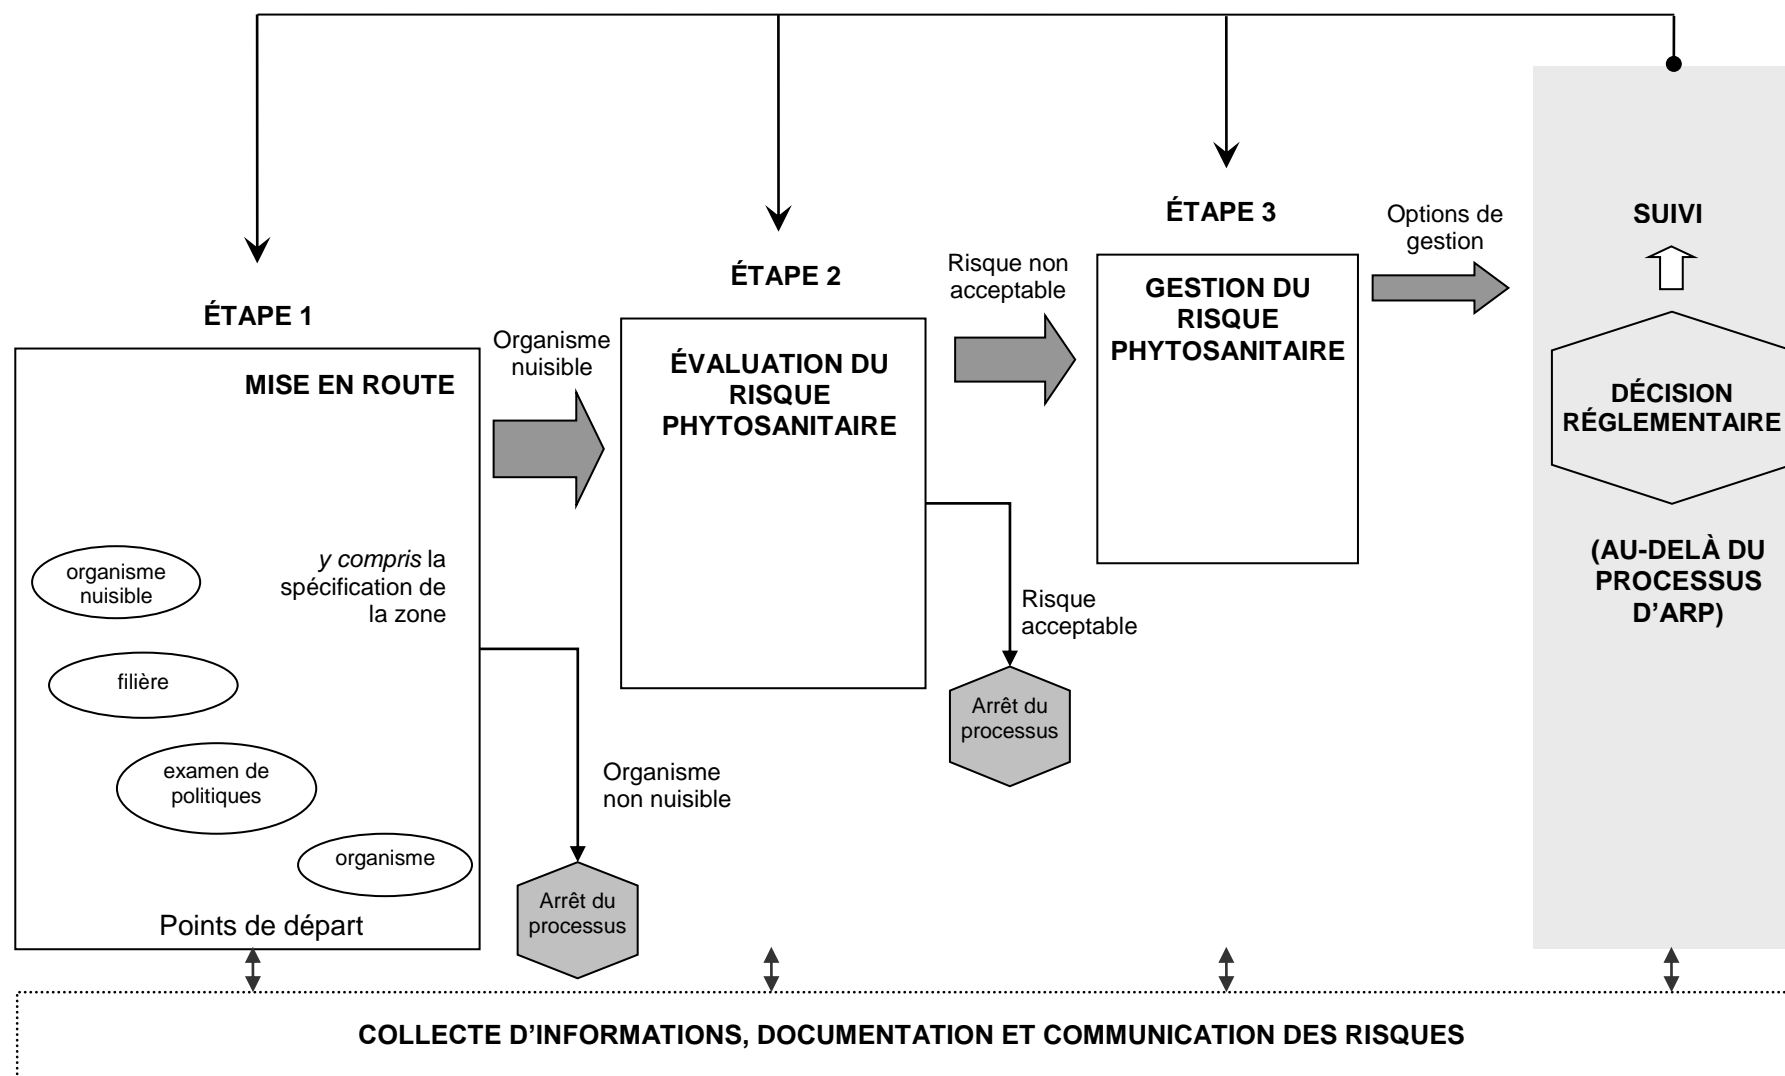 ÉTAPE 1
MISE EN ROUTE
organisme
nuisible
y compris la
spécification de
la zone
filière
examen de
politiques
organisme
Points de départ
Organisme
nuisible
Organisme
non nuisible
Arrêt du
processus
ÉTAPE 2
ÉVALUATION DU
RISQUE
PHYTOSANITAIRE
Risque non
acceptable
Risque
acceptable
Arrêt du
processus
ÉTAPE 3
GESTION DU
RISQUE
PHYTOSANITAIRE
Options de
gestion
SUIVI
DÉCISION
RÉGLEMENTAIRE
(AU-DELÀ DU
PROCESSUS
D’ARP)
COLLECTE D’INFORMATIONS, DOCUMENTATION ET COMMUNICATION DES RISQUES